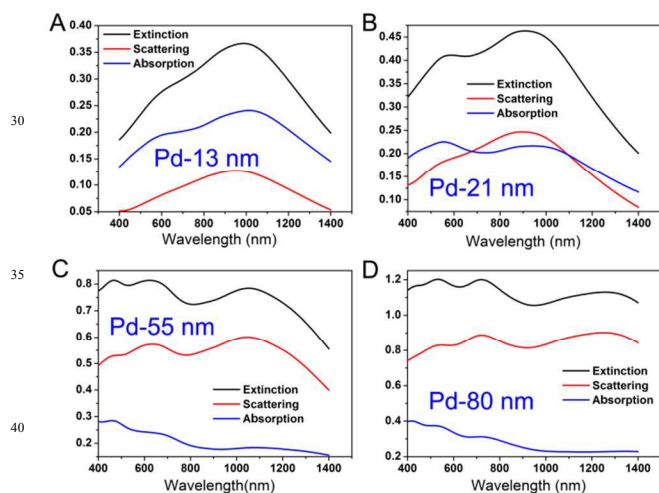 30
35
40
A
0.40
0.35
0.30
0.25
0.20
0.15
0.10
0.05
Extinction
Scattering
Absorption
Pd-13 nm
400 600 800 1000 1200 1400
Wavelength (nm)
B
0.45
0.40
0.35
0.30
0.25
0.20
0.15
0.10
Extinction
Scattering
Absorption
Pd-21 nm
400 600 800 1000 1200 1400
Wavelength (nm)
C
0.8
0.7
0.6
0.5
0.4
0.3
0.2
Pd-55 nm
Extinction
Scattering
Absorption
400 600 800 1000 1200 1400
Wavelength(nm)
D
1.2
1.0
0.8
0.6
0.4
0.2
Extinction
Scattering
Absorption
Pd-80 nm
400 600 800 1000 1200 1400
Wavelength (nm)